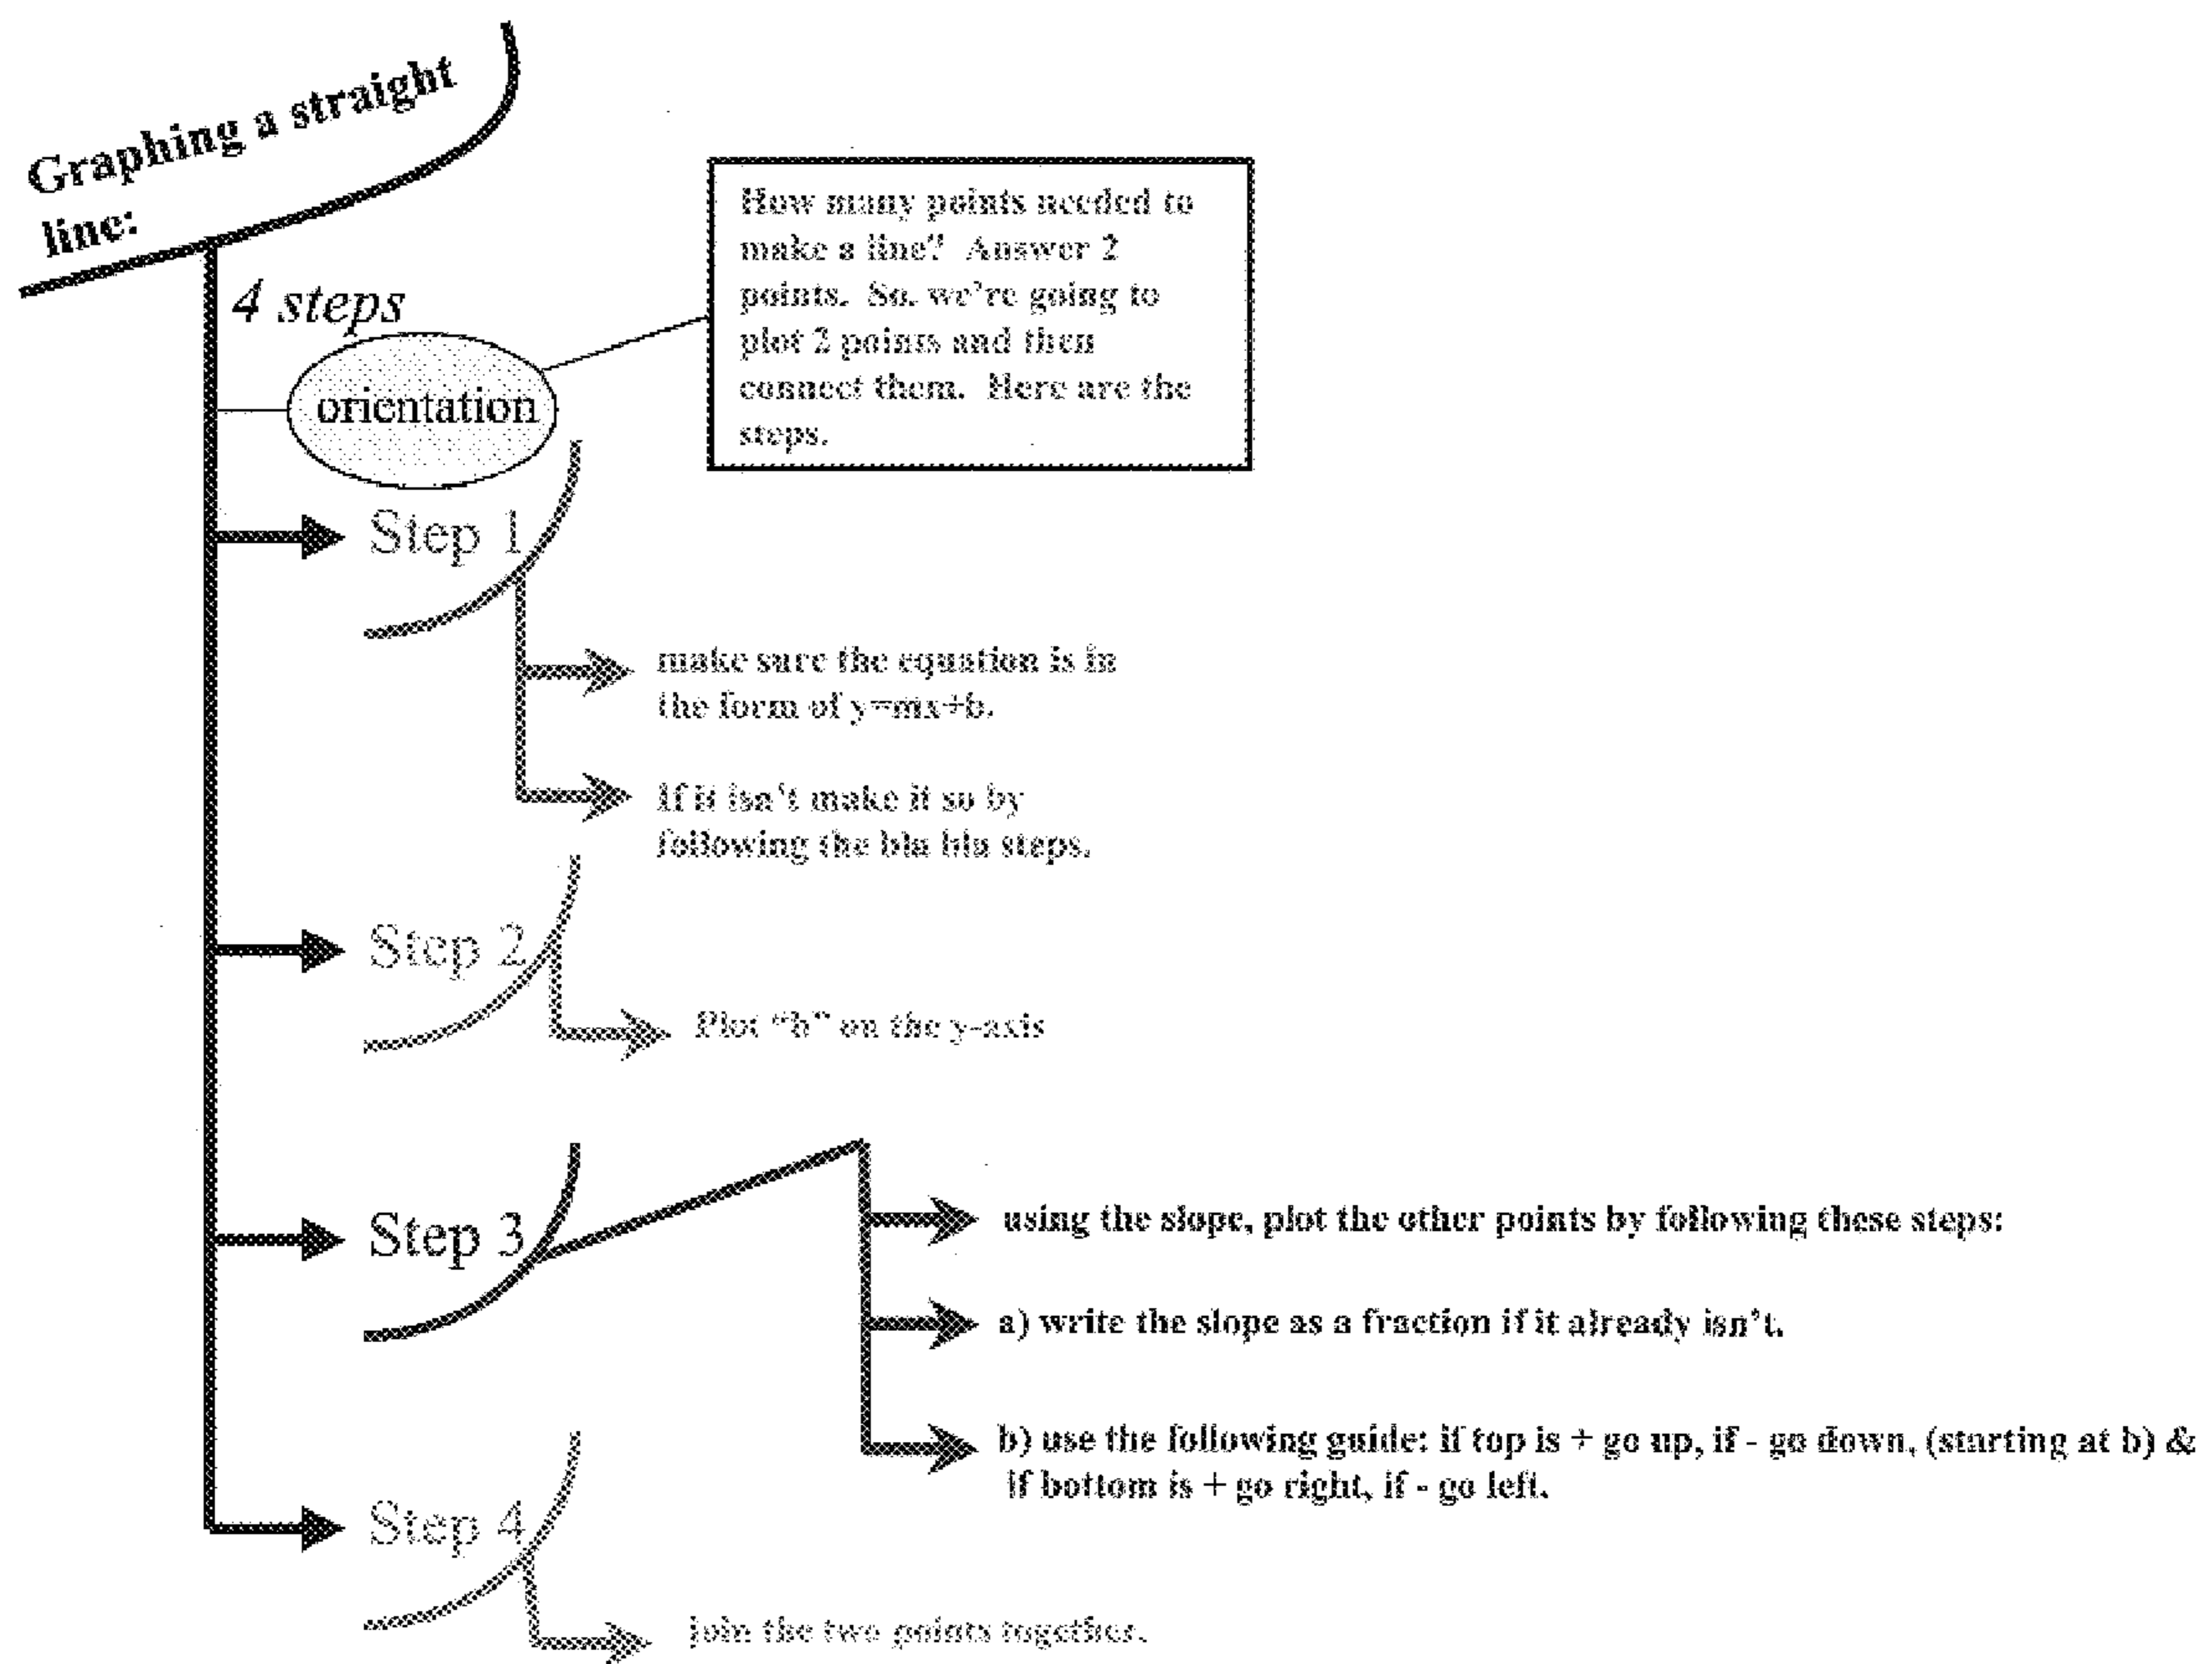 Graphing a straight
line:
4 steps
orientation
How many points needed to
make a line? Answer 2
points. So, we're going to
plot 2 points and then
connect them. Here are the
steps.
Step 1
make sure the equation is in
the form of y=mx+b.
If it isn't make it so by
following the bla bla steps.
Step 2
Plot “b” on the y-axis
Step 3
using the slope, plot the other points by following these steps:
a) write the slope as a fraction if it already isn't.
b) use the following guide: if top is + go up, if - go down, (starting at b) &
if bottom is + go right, if - go left.
Step 4
join the two points together.